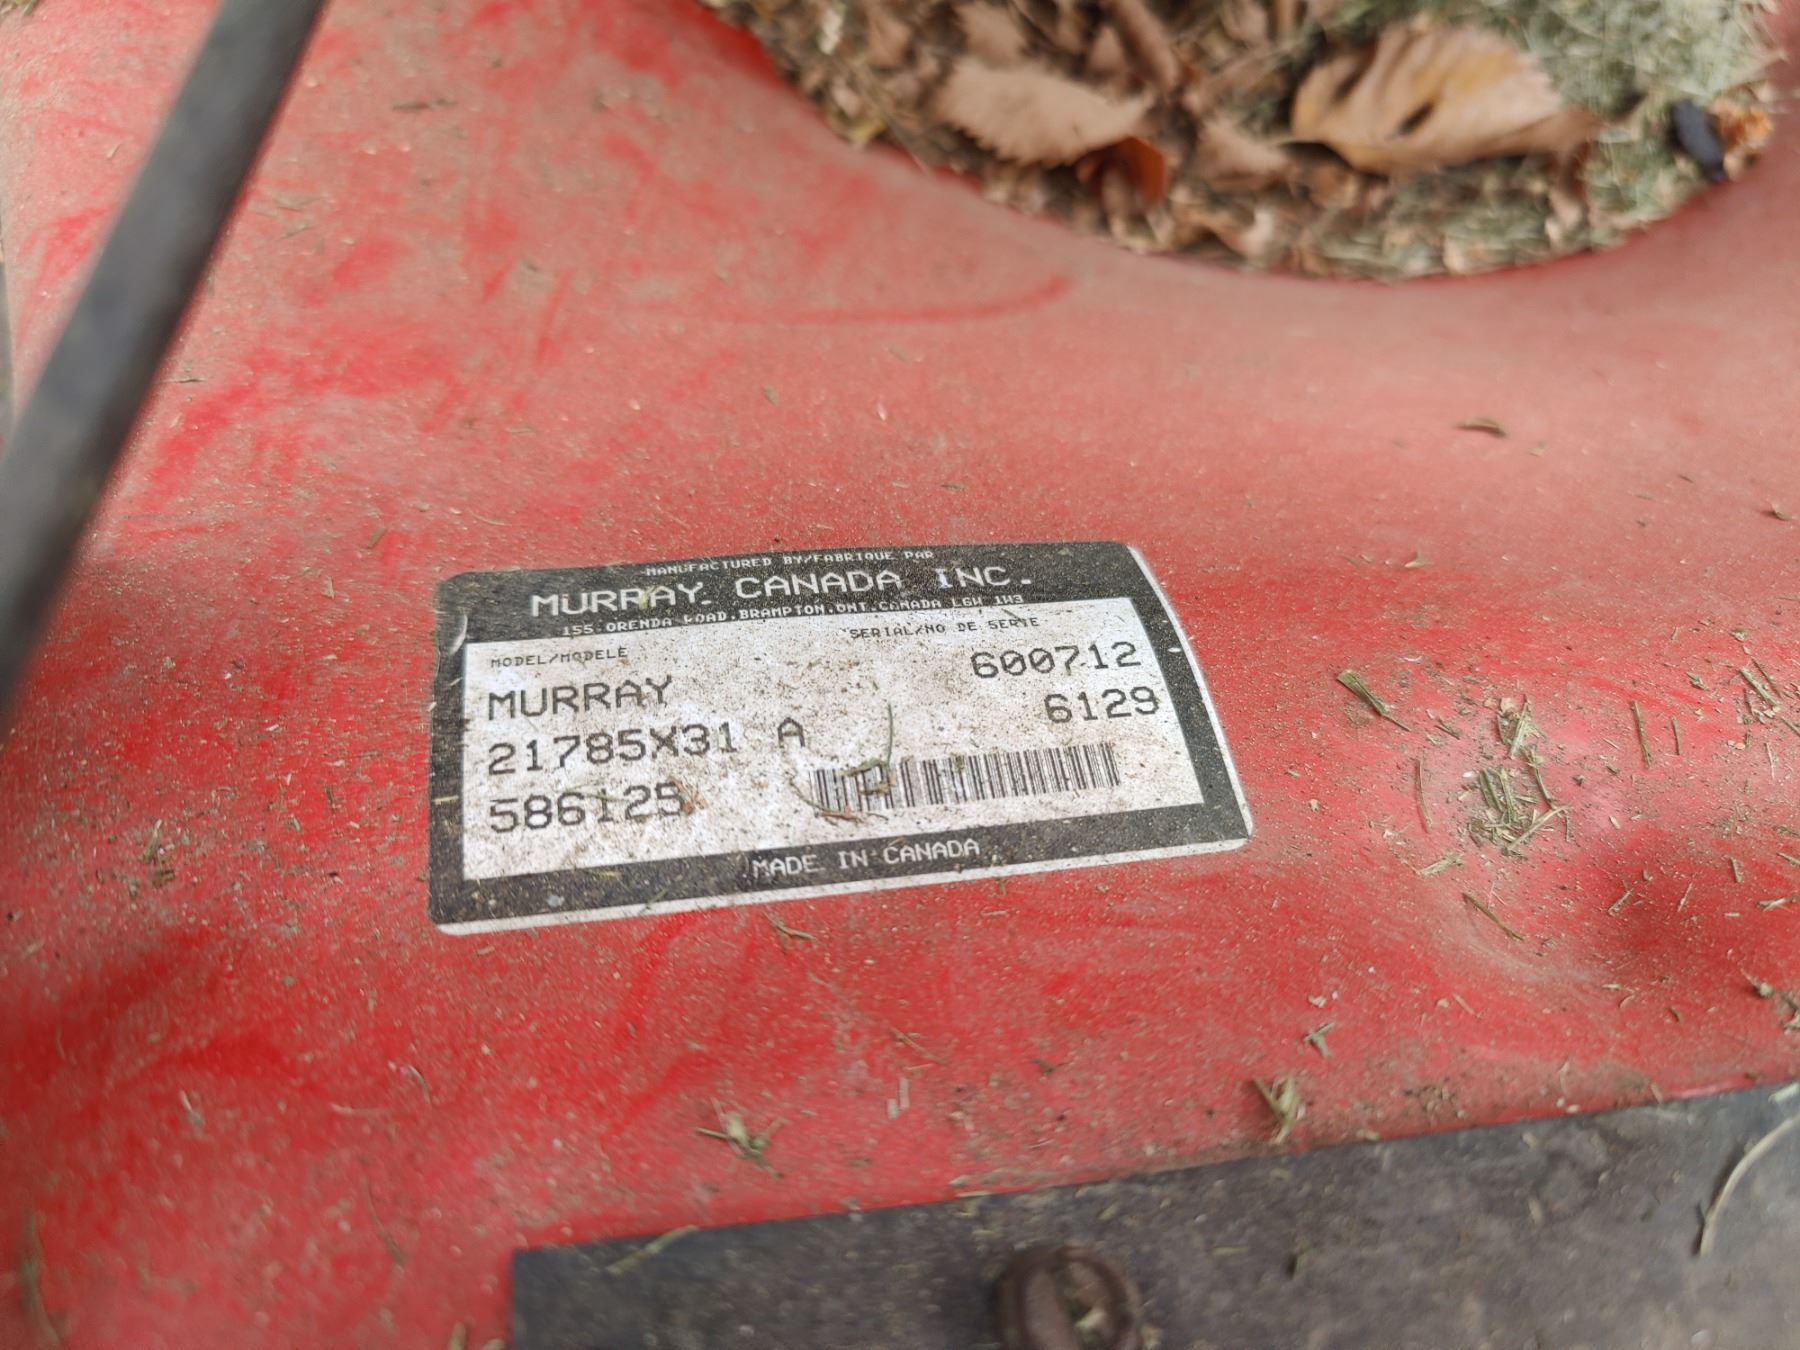 MANUFACTURED BY/FABRIQUE PAR
MURRAY. CANADA INC.
155 ORENDA ROAD, BRAMPTON, ONT. CANADA L6W 1W3
MODEL/MODELE
SERIAL/NO DE SERIE
MURRAY
600712
21785X31 A
6129
586125
MADE IN CANADA